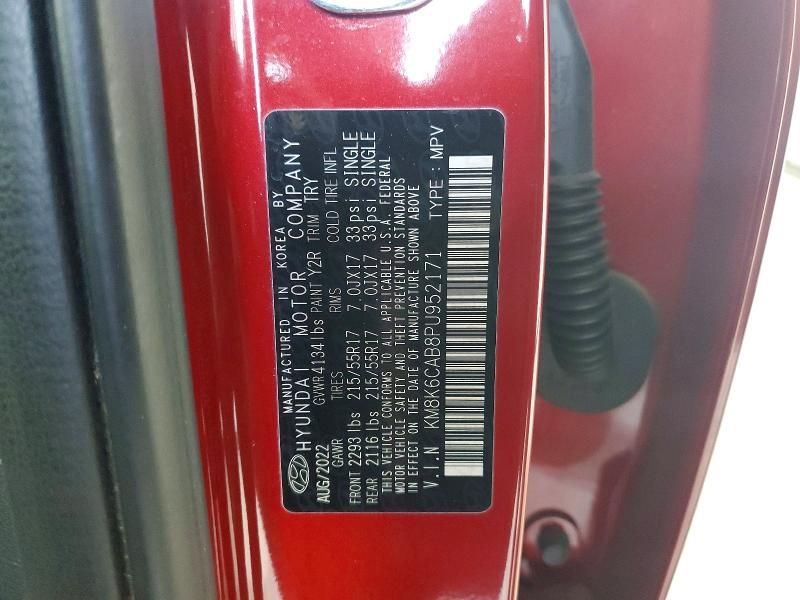 MANUFACTURED IN KOREA BY
HYUNDAI MOTOR COMPANY
AUG/2022 GVWR 4134 lbs PAINT Y2R TRIM TRY
GAWR TIRES RIMS COLD TIRE INFL
FRONT 2293 lbs 215/55R17 7.0JX17 33psi SINGLE
REAR 2116 lbs 215/55R17 7.0JX17 33psi SINGLE
THIS VEHICLE CONFORMS TO ALL APPLICABLE U.S.A. FEDERAL
MOTOR VEHICLE SAFETY AND THEFT PREVENTION STANDARDS
IN EFFECT ON THE DATE OF MANUFACTURE SHOWN ABOVE
V.I.N KM8K6CAB8PU952171 TYPE : MPV